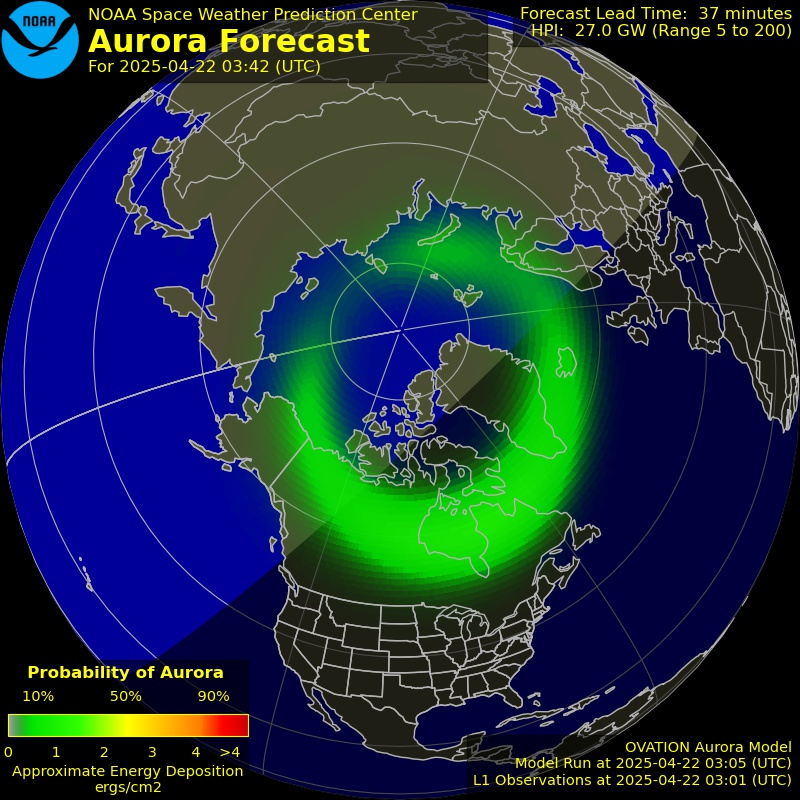 NOAA
NOAA Space Weather Prediction Center
Aurora Forecast
For 2025-04-22 03:42 (UTC)
Forecast Lead Time:  37 minutes
HPI:  27.0 GW (Range 5 to 200)
Probability of Aurora
10% 50% 90%
0 1 2 3 4 >4
Approximate Energy Deposition
ergs/cm2
OVATION Aurora Model
Model Run at 2025-04-22 03:05 (UTC)
L1 Observations at 2025-04-22 03:01 (UTC)